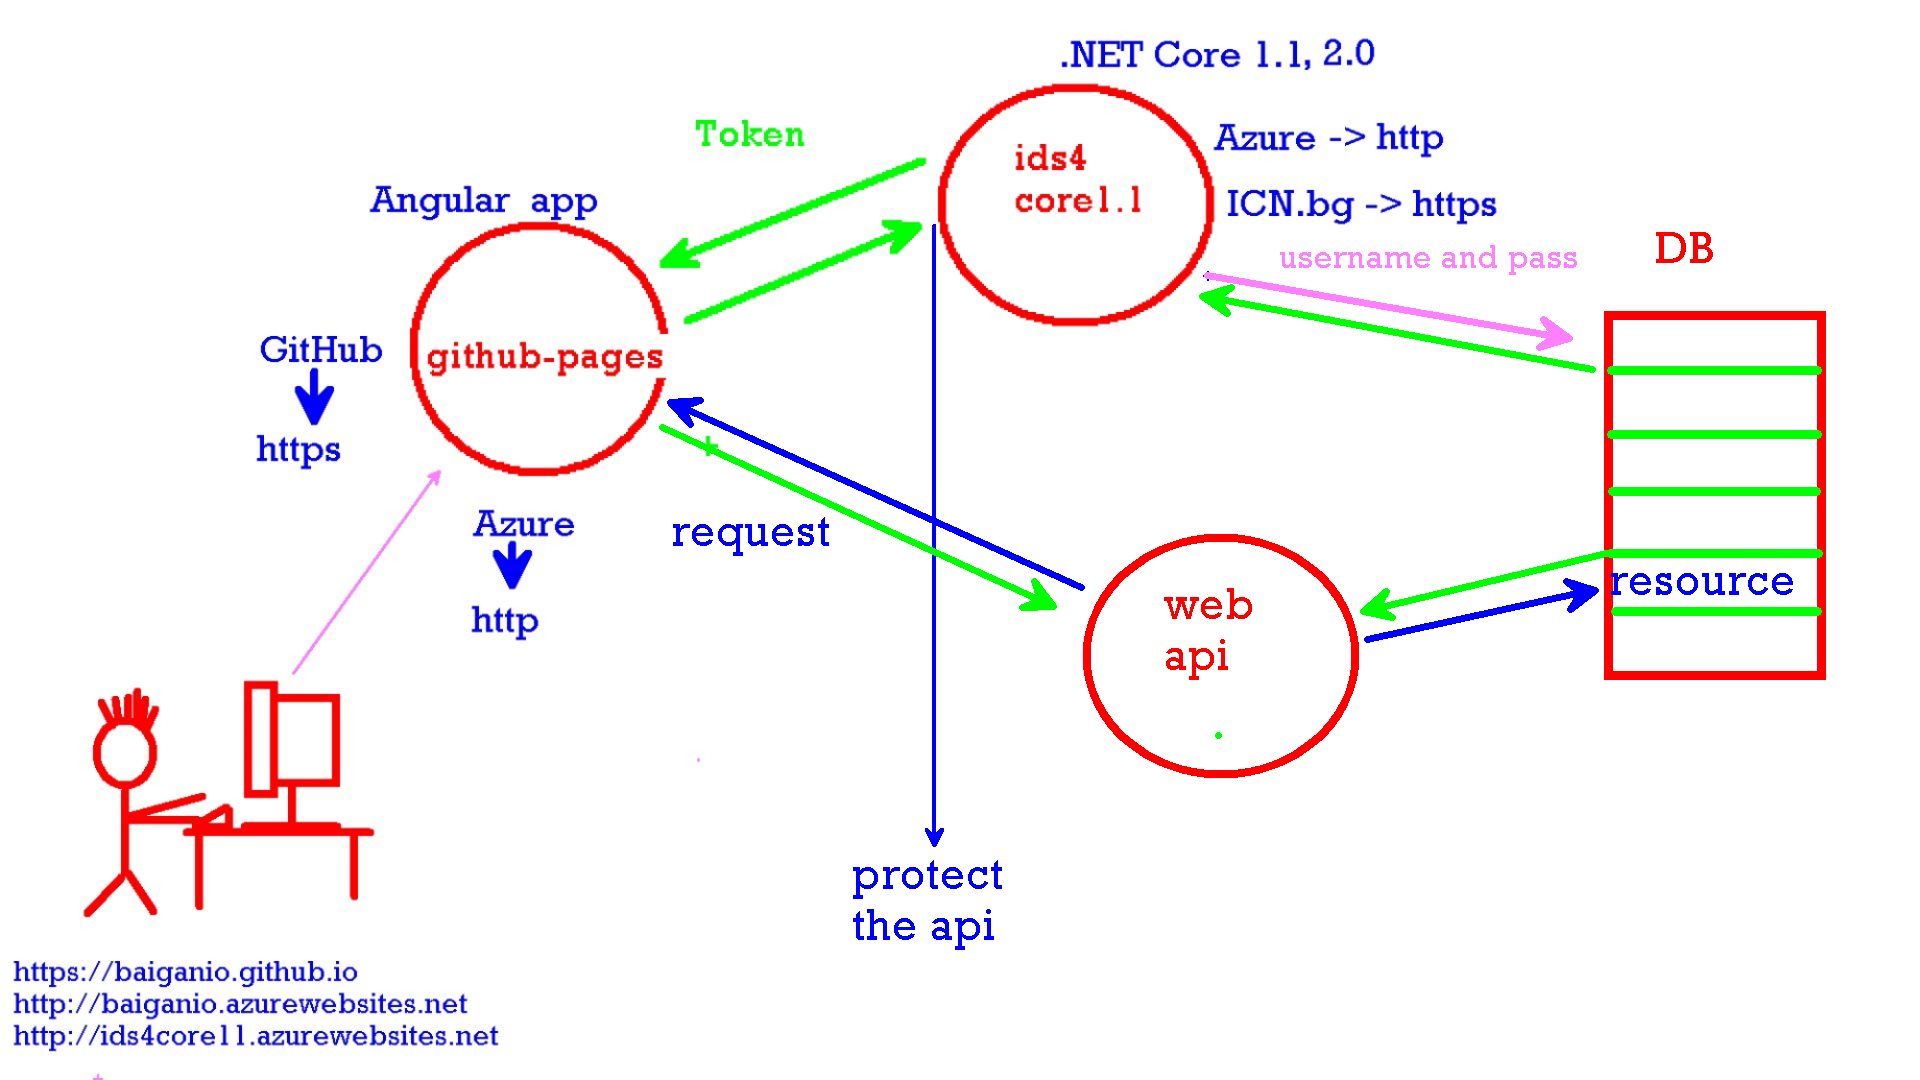 .NET Core 1.1, 2.0
Token
ids4
core1.1
Azure -> http
ICN.bg -> https
Angular app
username and pass
DB
GitHub
https
github-pages
Azure
http
request
resource
web
api
protect
the api
https://baiganio.github.io
http://baiganio.azurewebsites.net
http://ids4core11.azurewebsites.net